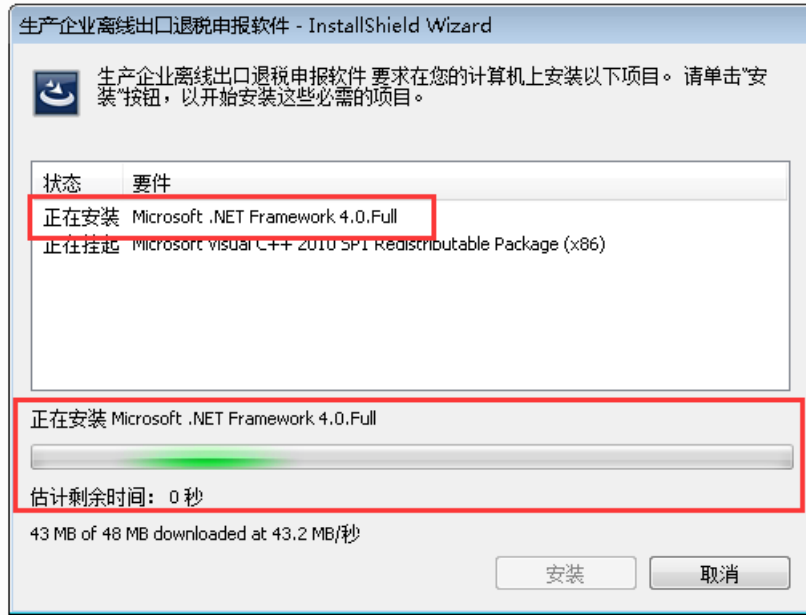 生产企业离线出口退税申报软件 - InstallShield Wizard
生产企业离线出口退税申报软件 要求在您的计算机上安装以下项目。 请单击"安
装"按钮，以开始安装这些必需的项目。
状态 要件
正在安装 Microsoft .NET Framework 4.0.Full
正在挂起 Microsoft Visual C++ 2010 SP1 Redistributable Package (x86)
正在安装 Microsoft .NET Framework 4.0.Full
估计剩余时间： 0 秒
43 MB of 48 MB downloaded at 43.2 MB/秒
安装 取消